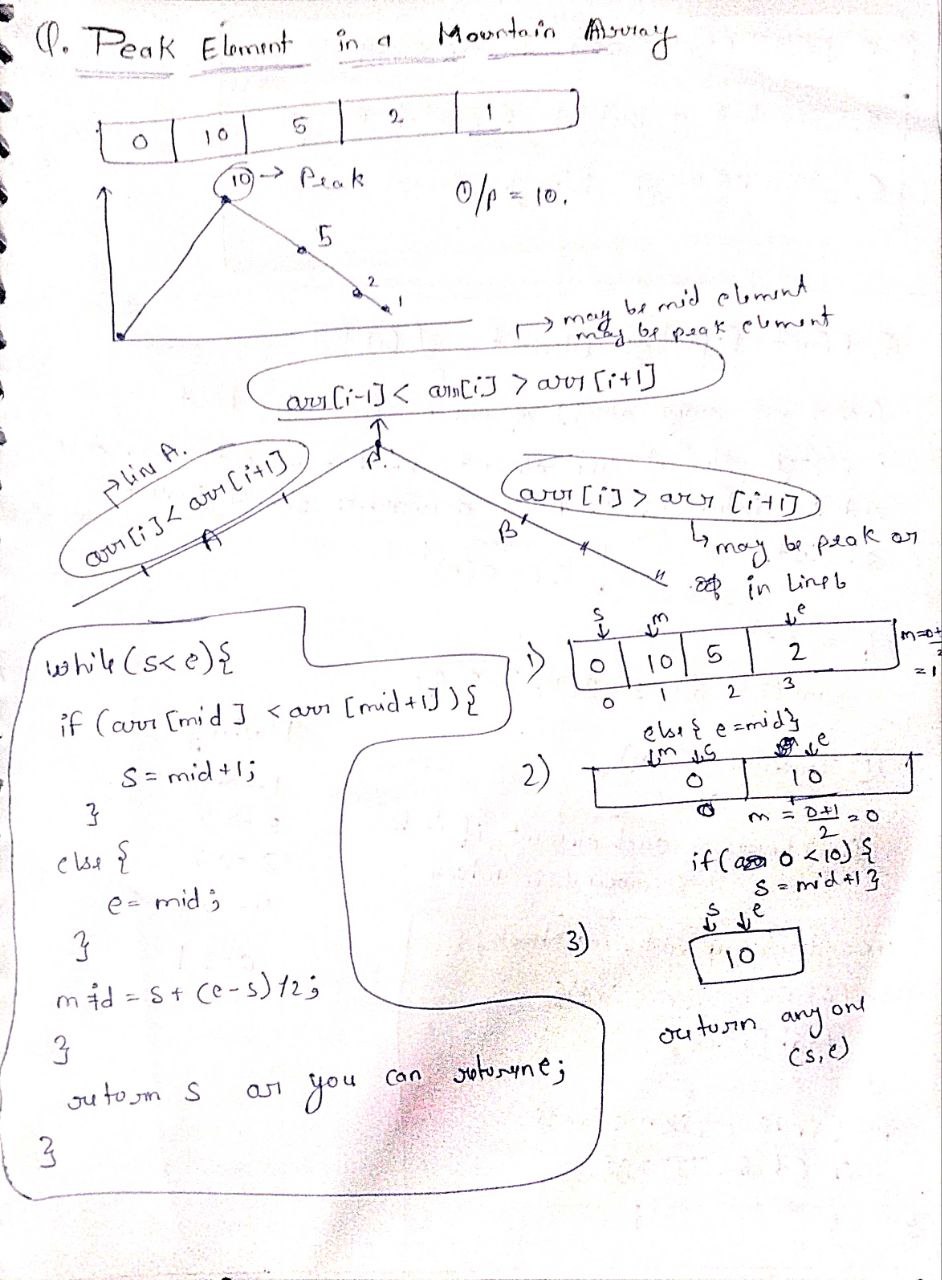 Q. Peak Element in a Mountain Array
0 10 5 2 1
10 → Peak
O/p = 10.
5
2
1
→ may be mid element
may be peak element
arr[i-1] < arr[i] > arr[i+1]
P.
→ Line A.
arr[i] < arr[i+1]
A
arr[i] > arr[i+1]
B
↳ may be peak or
in Line b
while (s<e){
if (arr[mid] < arr[mid+1]){
s = mid+1;
}
else {
e = mid;
}
mid = s + (e-s)/2;
}
return s or you can return e;
}
s m e
1) 0 10 5 2
0 1 2 3
m=0+
= 1
else { e=mid}
m s e
2) 0 10
0
m = 0+1/2 = 0
if ( 0 <10) {
s = mid+1}
s e
3) 10
return any one
(s,e)